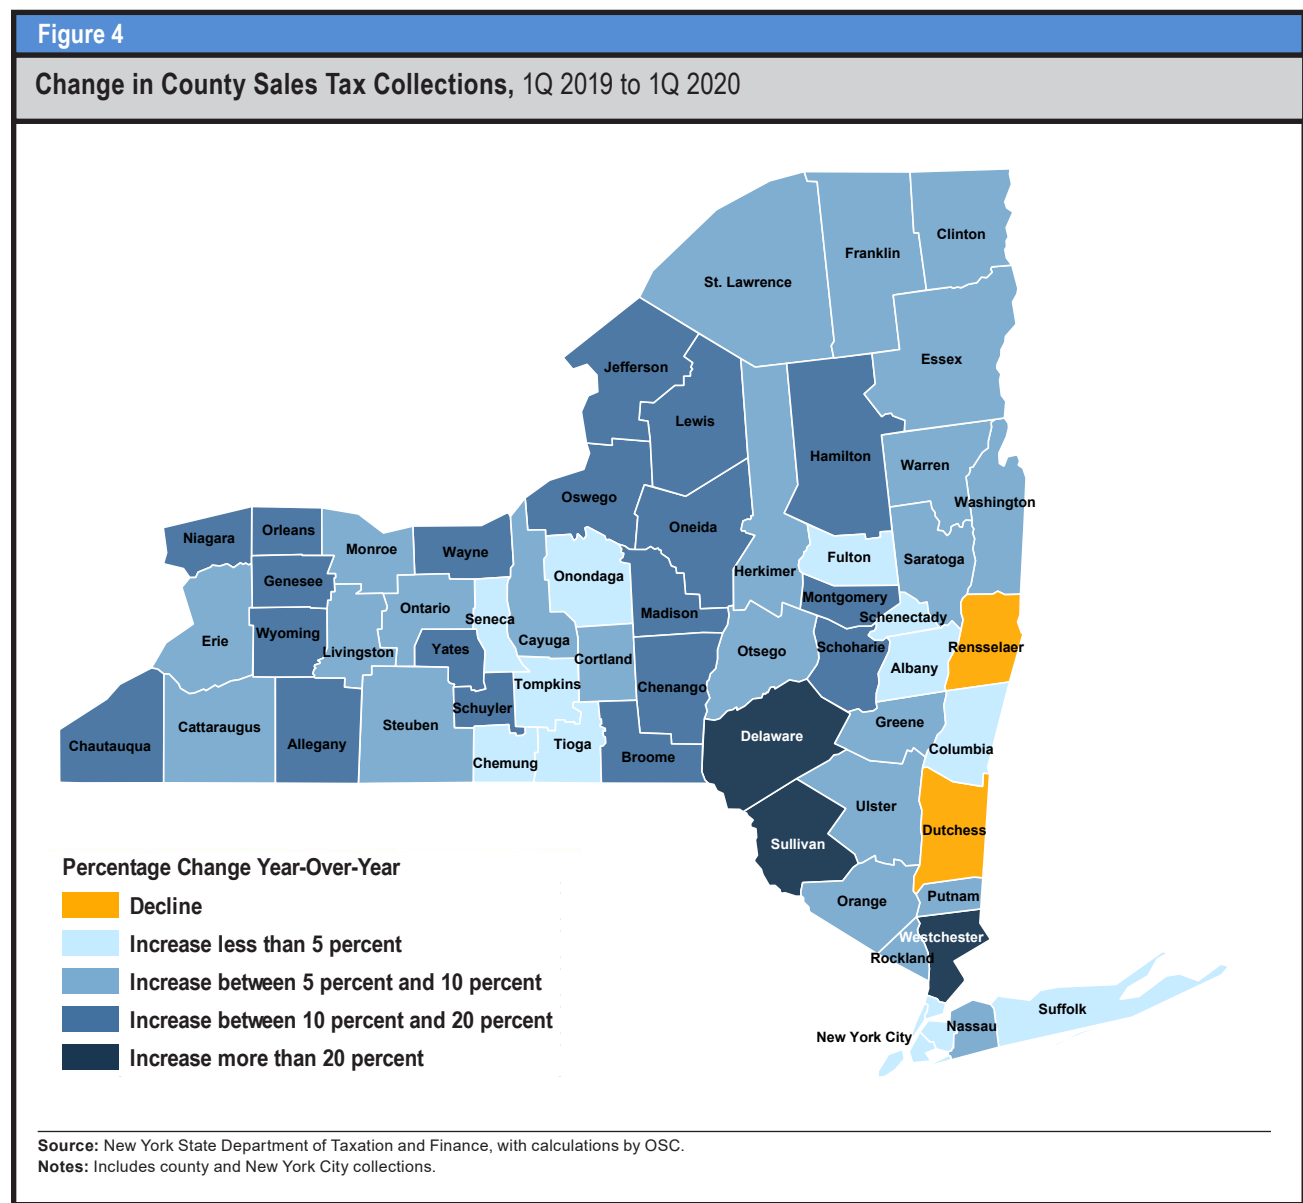 Figure 4
Change in County Sales Tax Collections, 1Q 2019 to 1Q 2020
Clinton
Franklin
St. Lawrence
Essex
Jefferson
Lewis
Hamilton
Warren
Oswego
Washington
Oneida
Niagara
Orleans
Monroe
Wayne
Fulton
Saratoga
Herkimer
Onondaga
Genesee
Montgomery
Ontario
Madison
Seneca
Schenectady
Wyoming
Erie
Cayuga
Yates
Schoharie
Rensselaer
Livingston
Otsego
Cortland
Albany
Tompkins
Chenango
Schuyler
Greene
Steuben
Cattaraugus
Delaware
Chautauqua
Allegany
Tioga
Columbia
Broome
Chemung
Ulster
Dutchess
Sullivan
Putnam
Orange
Westchester
Rockland
Suffolk
Nassau
New York City
Percentage Change Year-Over-Year
Decline
Increase less than 5 percent
Increase between 5 percent and 10 percent
Increase between 10 percent and 20 percent
Increase more than 20 percent
Source: New York State Department of Taxation and Finance, with calculations by OSC.
Notes: Includes county and New York City collections.